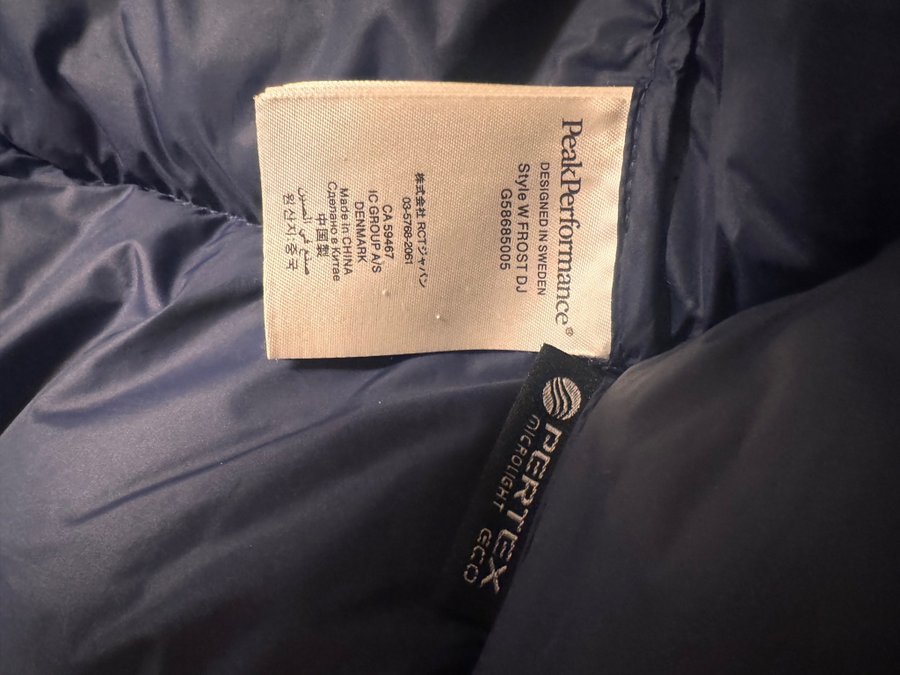 PeakPerformance®
DESIGNED IN SWEDEN
Style W FROST DJ
G58685005
株式会社 RCTジャパン
03-5768-2061
CA 59467
IC GROUP A/S
DENMARK
Made in CHINA
Сделано в Китае
中国製
صنع في الصين
원산지:중국
PERTEX
MICROLIGHT ECO